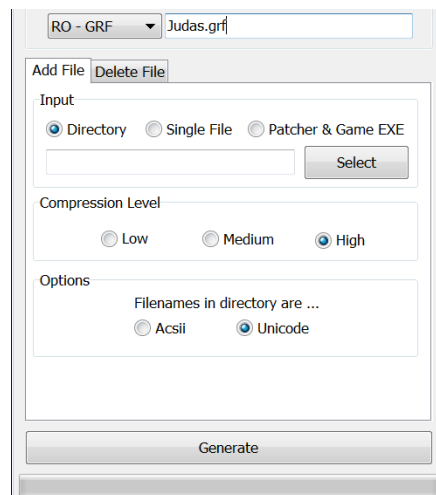 RO - GRF Judas.grf
Add File Delete File
Input
Directory Single File Patcher & Game EXE
Select
Compression Level
Low Medium High
Options
Filenames in directory are ...
Acsii Unicode
Generate